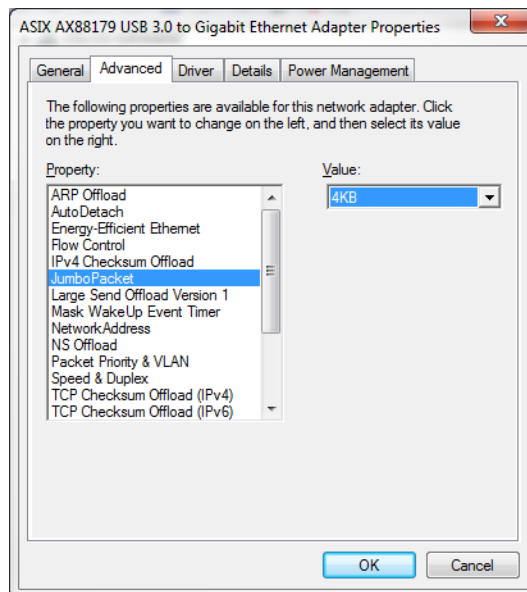 ASIX AX88179 USB 3.0 to Gigabit Ethernet Adapter Properties
General Advanced Driver Details Power Management
The following properties are available for this network adapter. Click
the property you want to change on the left, and then select its value
on the right.
Property:
Value:
ARP Offload
AutoDetach
Energy-Efficient Ethernet
Flow Control
IPv4 Checksum Offload
JumboPacket
Large Send Offload Version 1
Mask WakeUp Event Timer
NetworkAddress
NS Offload
Packet Priority & VLAN
Speed & Duplex
TCP Checksum Offload (IPv4)
TCP Checksum Offload (IPv6)
4KB
OK Cancel